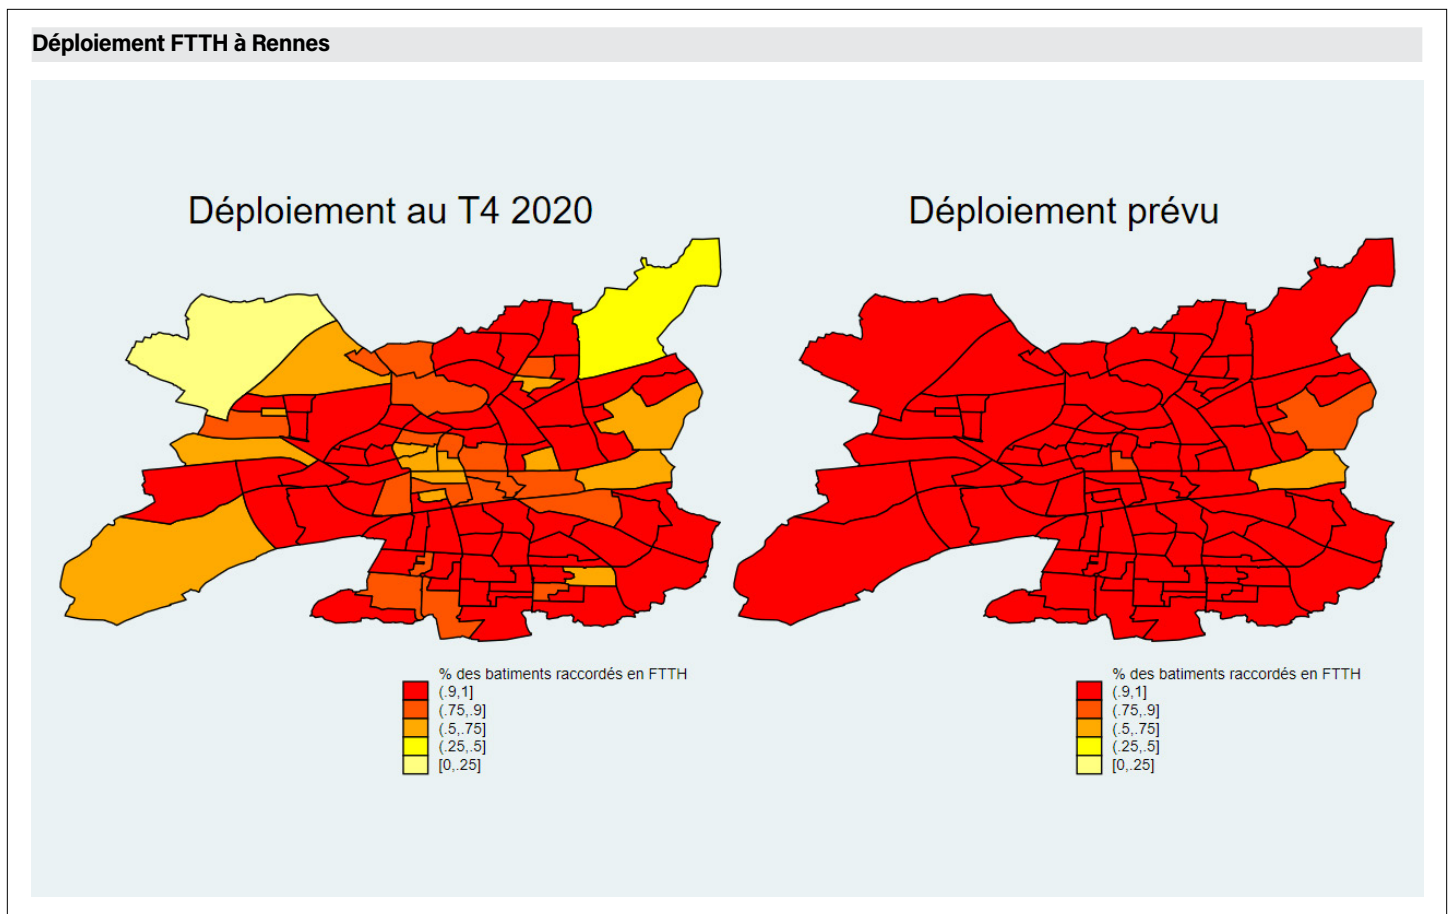 Déploiement FTTH à Rennes
Déploiement au T4 2020
Déploiement prévu
% des batiments raccordés en FTTH
(.9,1]
(.75,.9]
(.5,.75]
(.25,.5]
[0,.25]
% des batiments raccordés en FTTH
(.9,1]
(.75,.9]
(.5,.75]
(.25,.5]
[0,.25]